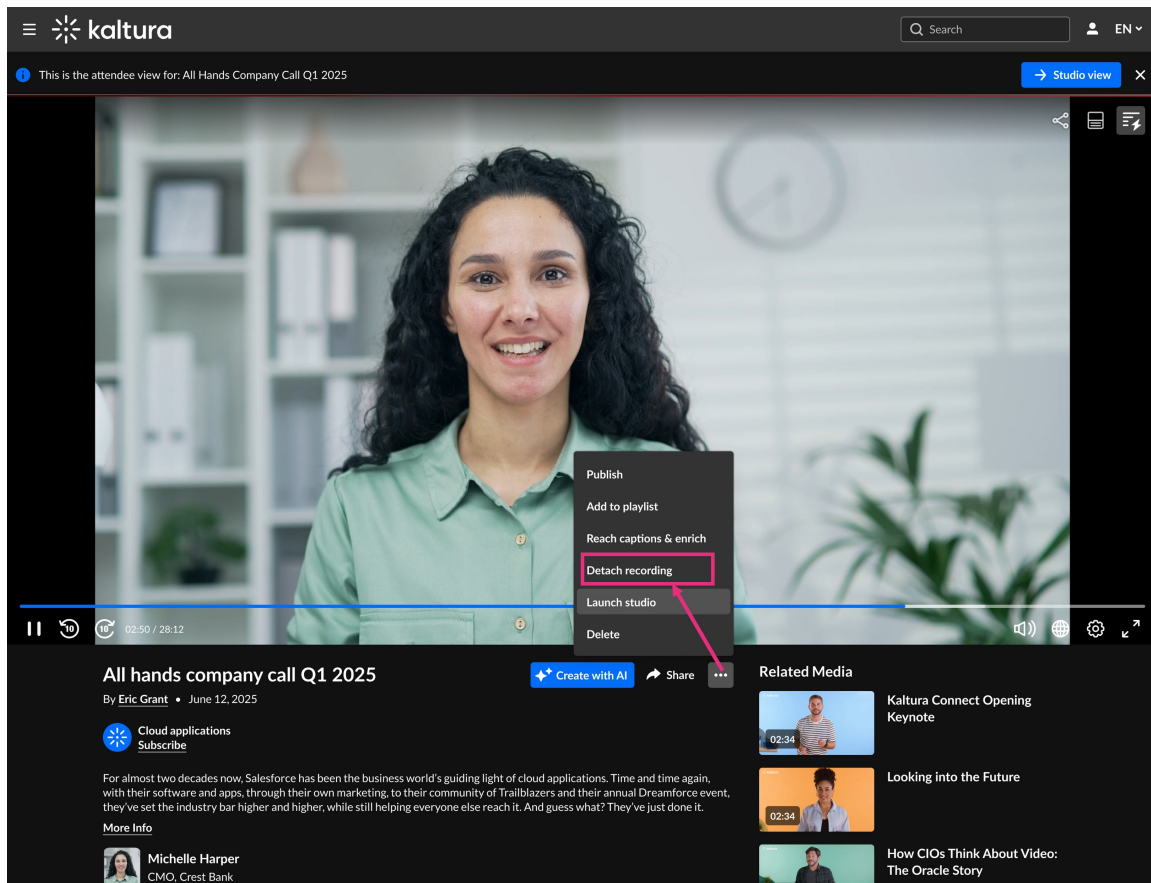 kaltura
Search
EN
This is the attendee view for: All Hands Company Call Q1 2025
Studio view
Publish
Add to playlist
Reach captions & enrich
Detach recording
Launch studio
Delete
10
10
02:50 / 28:12
All hands company call Q1 2025
Create with AI
Share
By Eric Grant • June 12, 2025
Cloud applications
Subscribe
For almost two decades now, Salesforce has been the business world's guiding light of cloud applications. Time and time again,
with their software and apps, through their own marketing, to their community of Trailblazers and their annual Dreamforce event,
they've set the industry bar higher and higher, while still helping everyone else reach it. And guess what? They've just done it.
More Info
Michelle Harper
CMO, Crest Bank
Related Media
02:34
Kaltura Connect Opening
Keynote
02:34
Looking into the Future
How CIOs Think About Video:
The Oracle Story